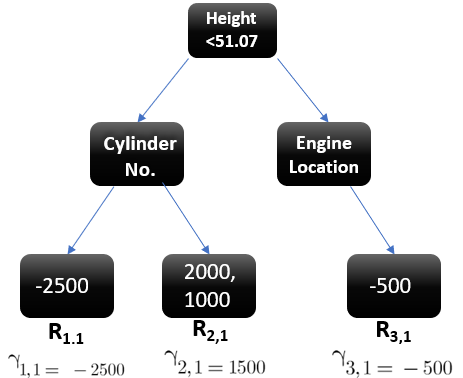 Height
<51.07
Cylinder
No.
Engine
Location
-2500
2000,
1000
-500
R1.1
R2,1
R3,1
γ1,1 = −2500
γ2,1 = 1500
γ3,1 = −500